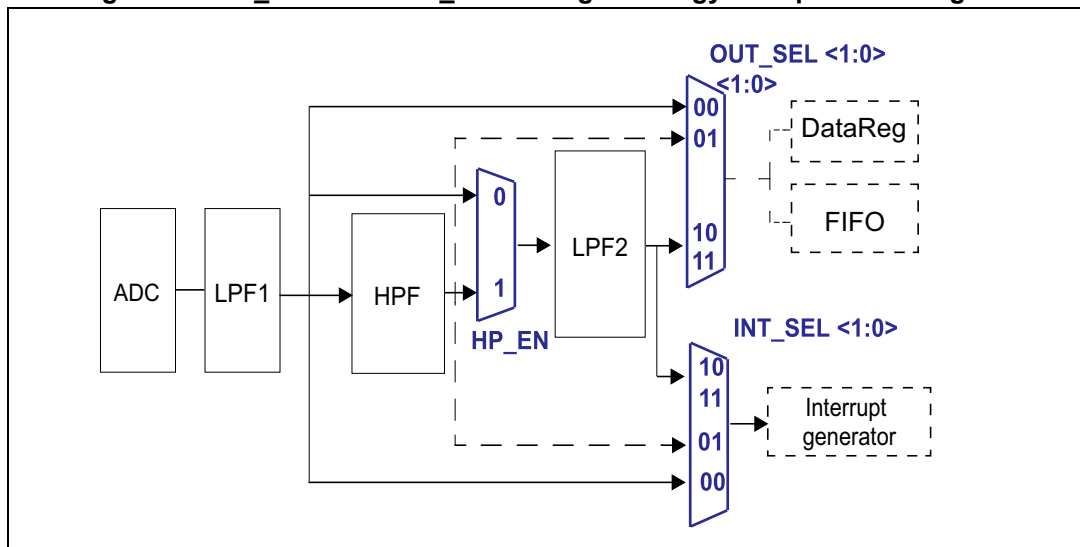 OUT_SEL <1:0>
<1:0>
00
01
DataReg
0
ADC
LPF1
HPF
LPF2
10
11
FIFO
1
HP_EN
INT_SEL <1:0>
10
11
01
00
Interrupt
generator